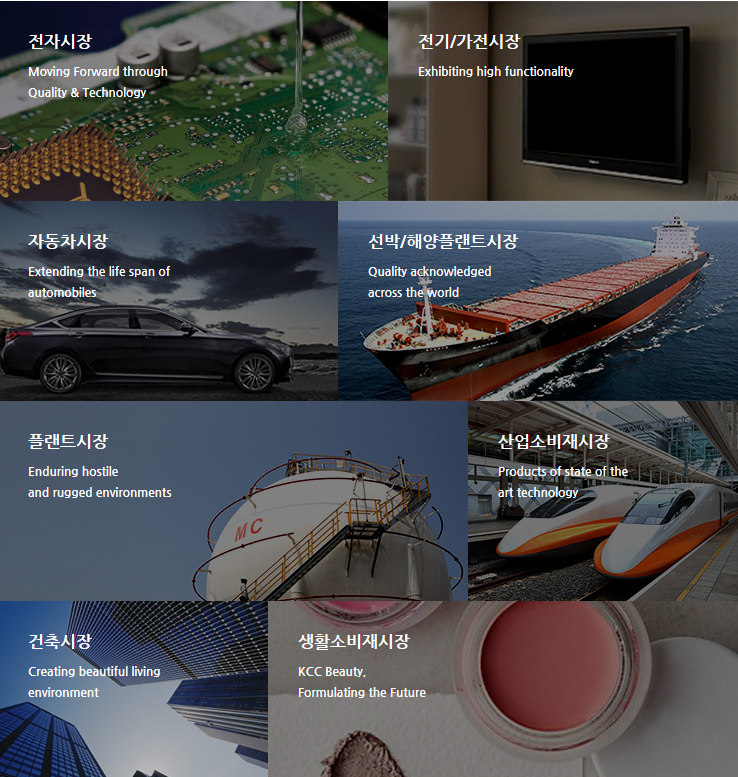 전자시장
Moving Forward through
Quality & Technology
전기/가전시장
Exhibiting high functionality
자동차시장
Extending the life span of
automobiles
선박/해양플랜트시장
Quality acknowledged
across the world
플랜트시장
Enduring hostile
and rugged environments
MC
산업소비재시장
Products of state of the
art technology
건축시장
Creating beautiful living
environment
생활소비재시장
KCC Beauty,
Formulating the Future